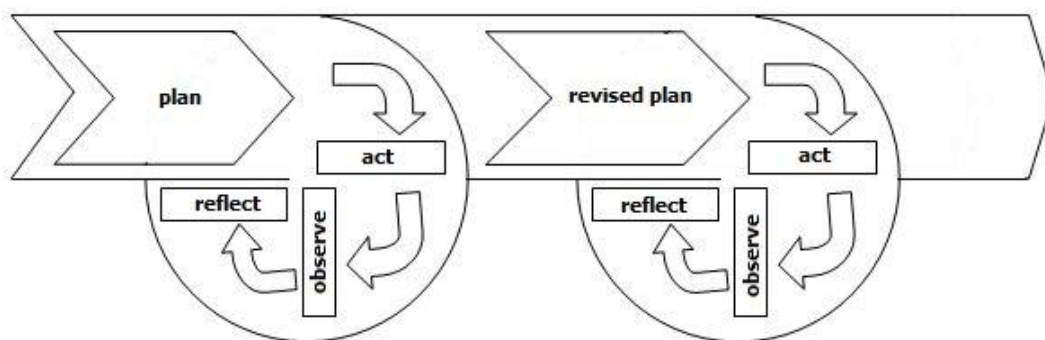 plan
act
observe
reflect
revised plan
act
observe
reflect